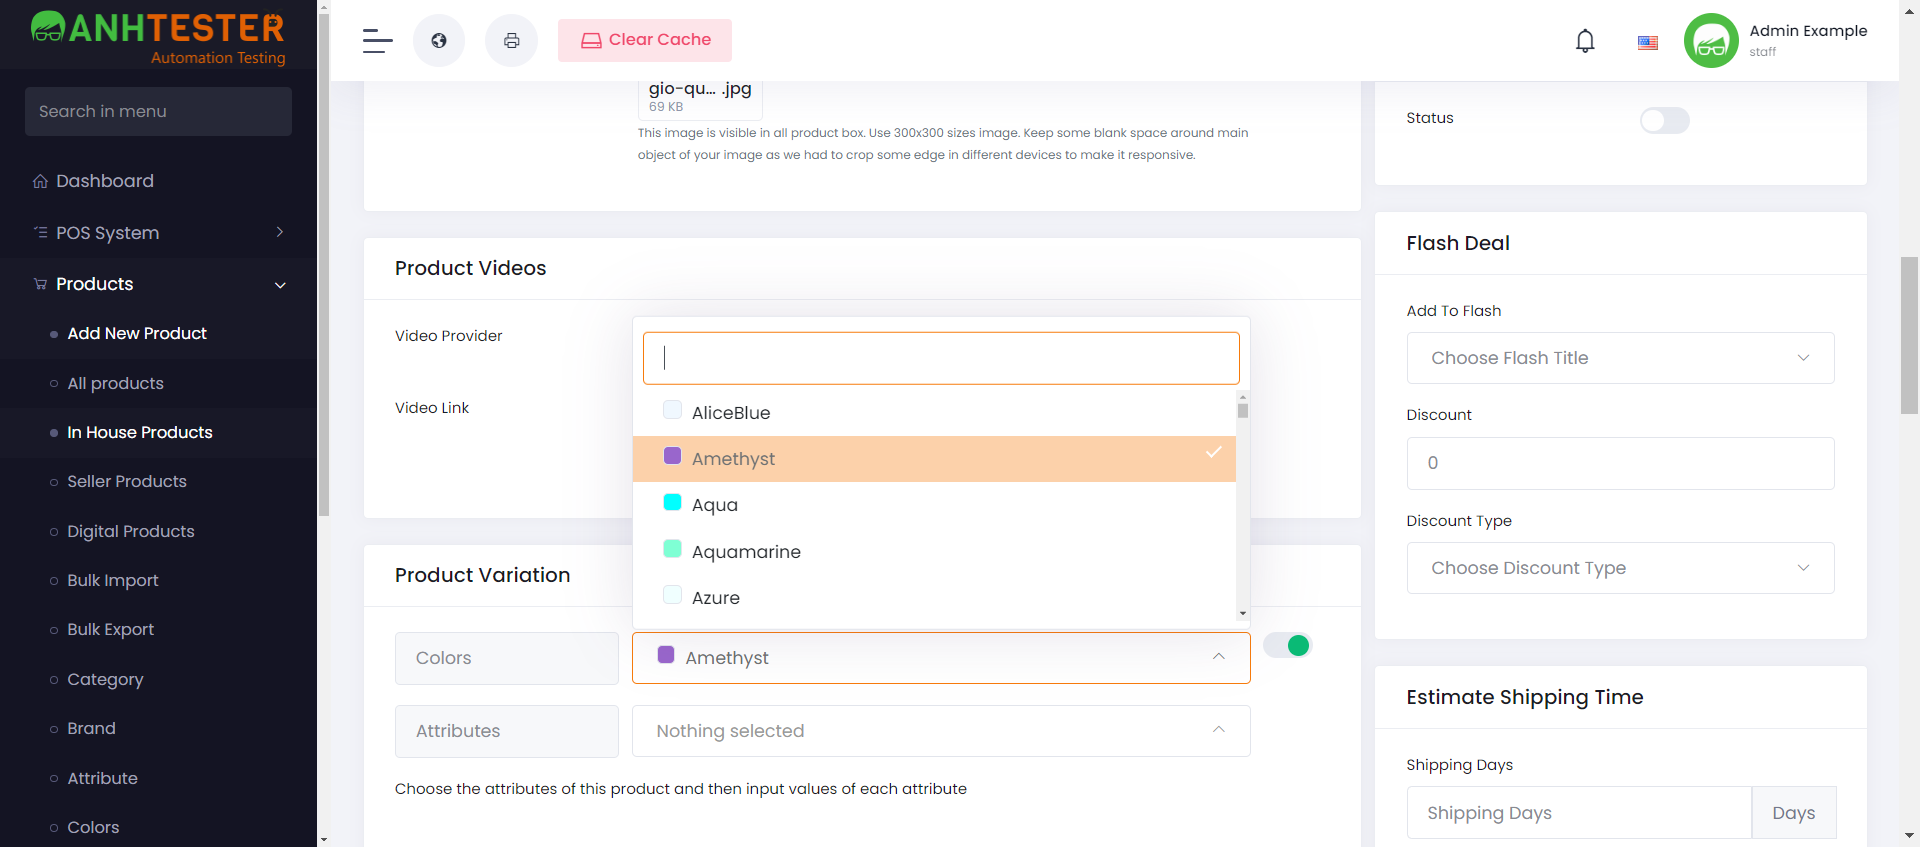 ANHTESTER
Automation Testing
Search in menu
Dashboard
POS System
Products
Add New Product
All products
In House Products
Seller Products
Digital Products
Bulk Import
Bulk Export
Category
Brand
Attribute
Colors
Clear Cache
Admin Example
staff
gio-qu... .jpg
69 KB
This image is visible in all product box. Use 300x300 sizes image. Keep some blank space around main
object of your image as we had to crop some edge in different devices to make it responsive.
Product Videos
Video Provider
Video Link
AliceBlue
Amethyst
Aqua
Aquamarine
Azure
Product Variation
Colors
Amethyst
Attributes
Nothing selected
Choose the attributes of this product and then input values of each attribute
Status
Flash Deal
Add To Flash
Choose Flash Title
Discount
0
Discount Type
Choose Discount Type
Estimate Shipping Time
Shipping Days
Shipping Days
Days